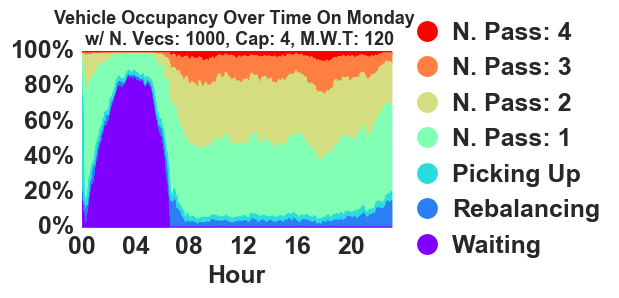 Vehicle Occupancy Over Time On Monday
w/ N. Vecs: 1000, Cap: 4, M.W.T: 120
100%
80%
60%
40%
20%
0%
00 04 08 12 16 20
Hour
N. Pass: 4
N. Pass: 3
N. Pass: 2
N. Pass: 1
Picking Up
Rebalancing
Waiting